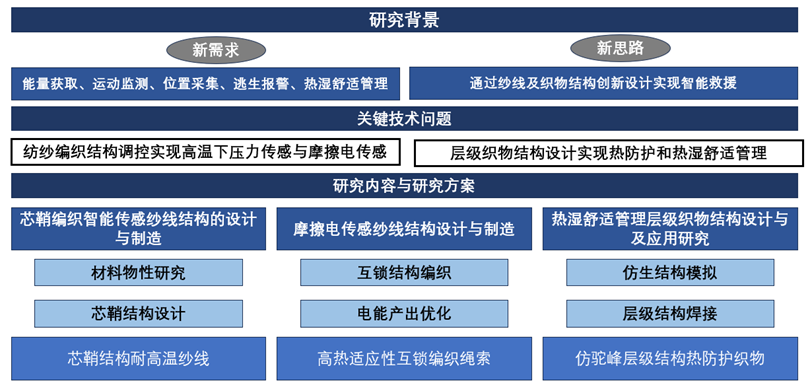 研究背景
新需求
新思路
能量获取、运动监测、位置采集、逃生报警、热湿舒适管理
通过纱线及织物结构创新设计实现智能救援
关键技术问题
纺纱编织结构调控实现高温下压力传感与摩擦电传感
层级织物结构设计实现热防护和热湿舒适管理
研究内容与研究方案
芯鞘编织智能传感纱线结构的设计
与制造
摩擦电传感纱线结构设计与制造
热湿舒适管理层级织物结构设计与
及应用研究
材料物性研究
互锁结构编织
仿生结构模拟
芯鞘结构设计
电能产出优化
层级结构焊接
芯鞘结构耐高温纱线
高热适应性互锁编织绳索
仿驼峰层级结构热防护织物